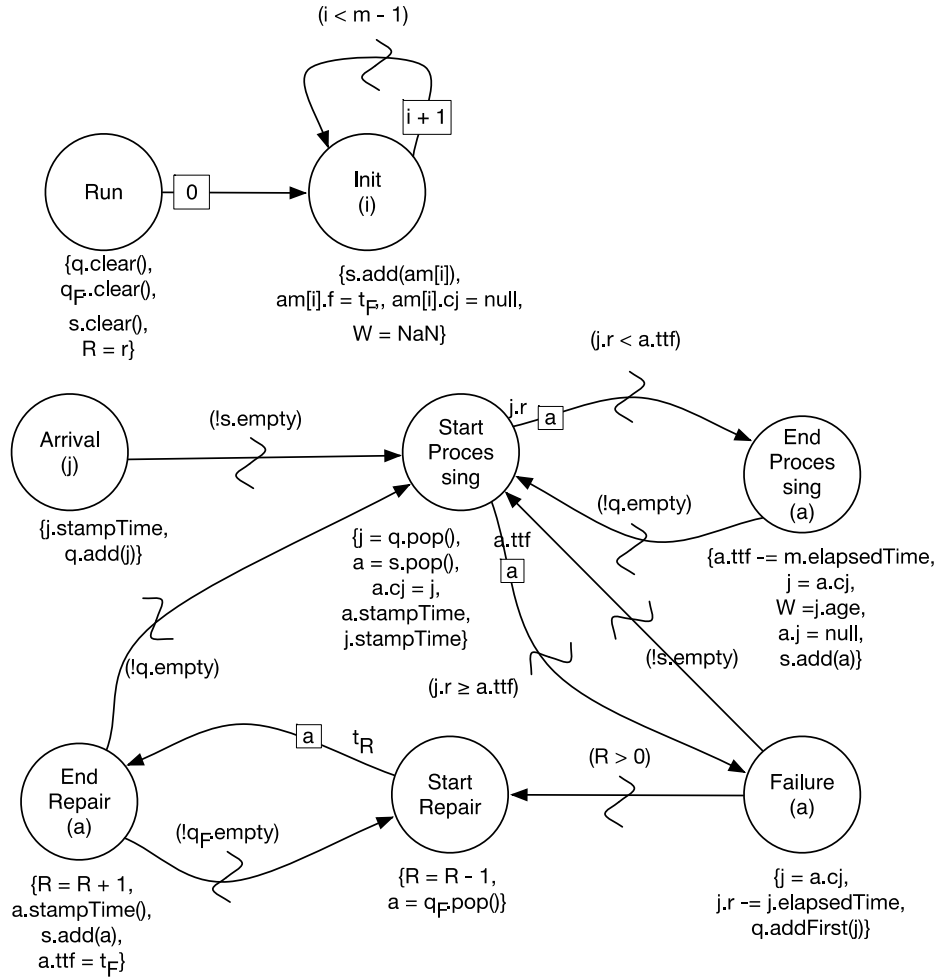 (i < m - 1)
i + 1
Run
0
Init
(i)
{q.clear(),
qF.clear(),
s.clear(),
R = r}
{s.add(am[i]),
am[i].f = tF, am[i].cj = null,
W = NaN}
(j.r < a.ttf)
j.r
a
Arrival
(j)
(!s.empty)
Start
Proces
sing
End
Proces
sing
(a)
(!q.empty)
{j.stampTime,
q.add(j)}
{j = q.pop(),
a = s.pop(),
a.cj = j,
a.stampTime,
j.stampTime}
a.ttf
a
{a.ttf -= m.elapsedTime,
j = a.cj,
W =j.age,
a.j = null,
s.add(a)}
(!q.empty)
(!s.empty)
(j.r ≥ a.ttf)
a
tR
(R > 0)
End
Repair
(a)
Start
Repair
Failure
(a)
(!qF.empty)
{R = R + 1,
a.stampTime(),
s.add(a),
a.ttf = tF}
{R = R - 1,
a = qF.pop()}
{j = a.cj,
j.r -= j.elapsedTime,
q.addFirst(j)}